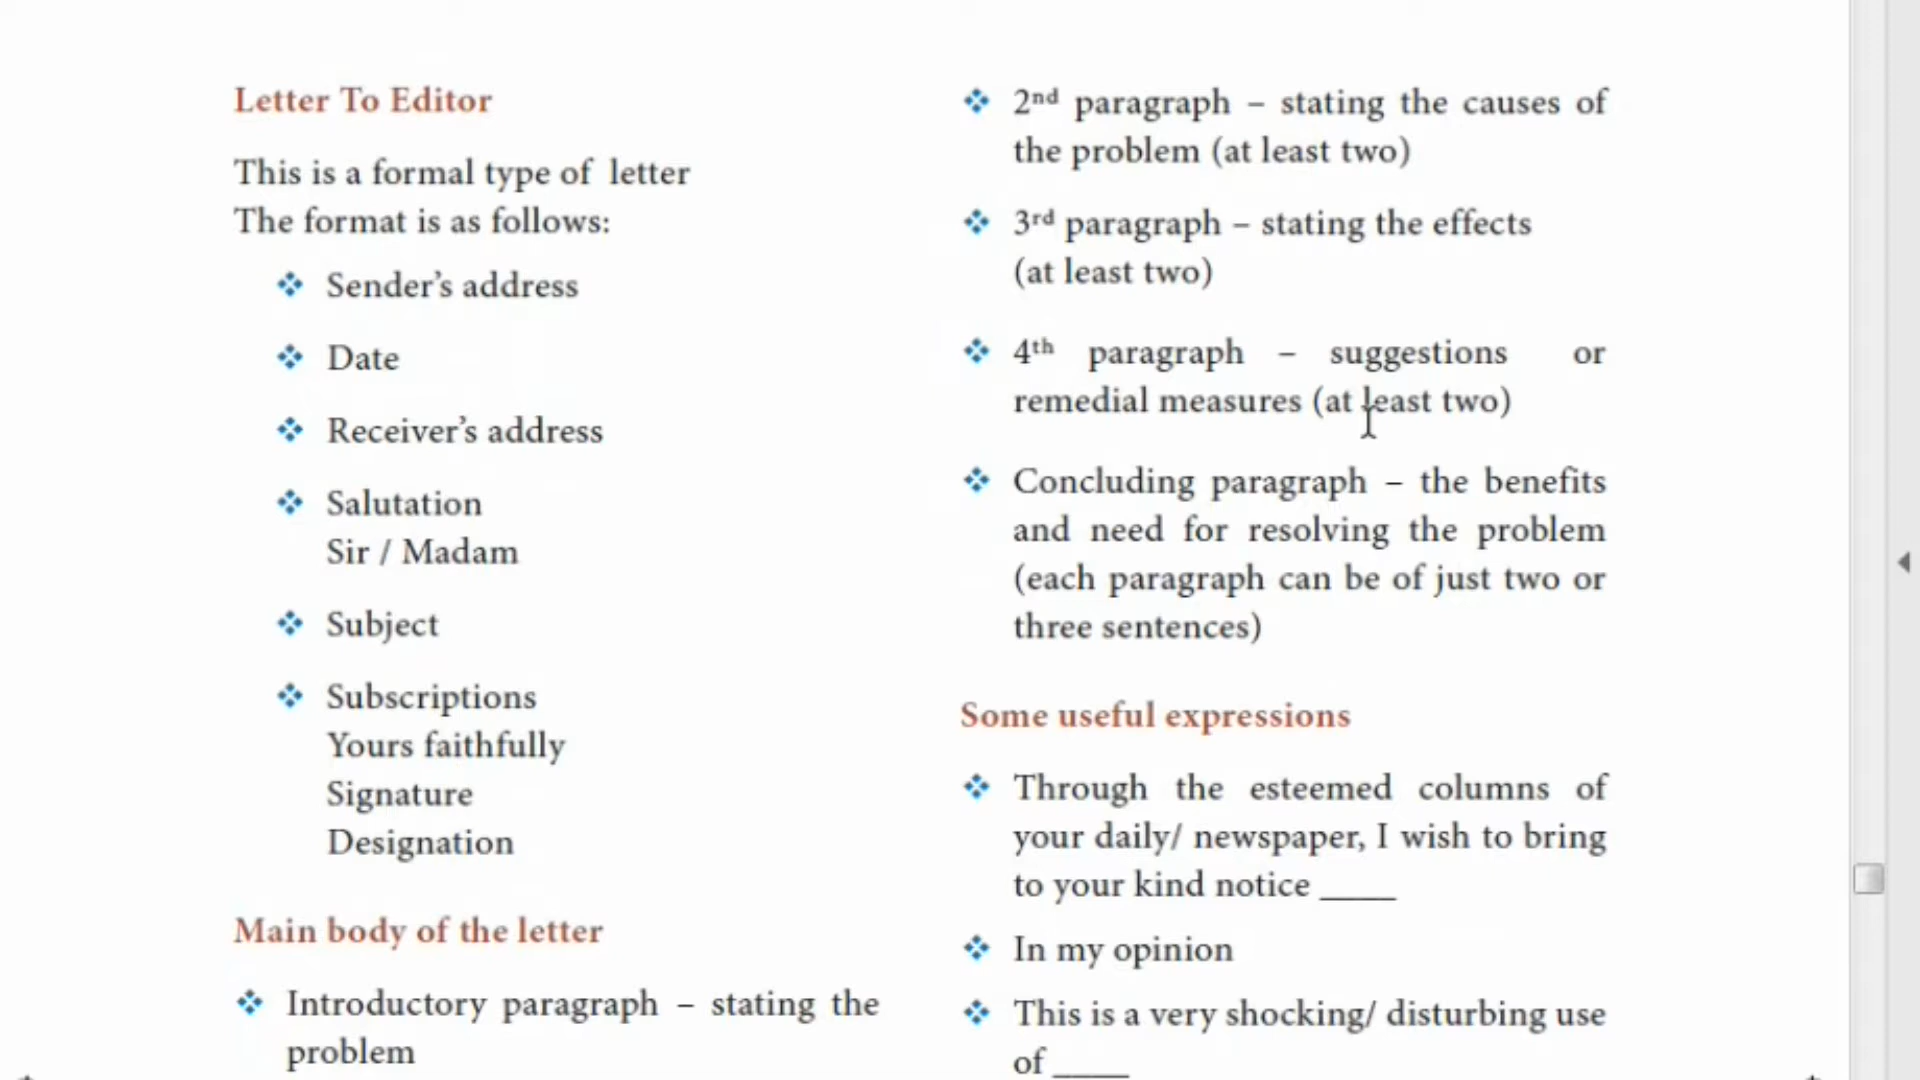 Letter To Editor
This is a formal type of letter
The format is as follows:
❖ Sender's address
❖ Date
❖ Receiver's address
❖ Salutation
Sir / Madam
❖ Subject
❖ Subscriptions
Yours faithfully
Signature
Designation
Main body of the letter
❖ Introductory paragraph – stating the
problem
❖ 2nd paragraph – stating the causes of
the problem (at least two)
❖ 3rd paragraph – stating the effects
(at least two)
❖ 4th paragraph – suggestions or
remedial measures (at least two)
❖ Concluding paragraph – the benefits
and need for resolving the problem
(each paragraph can be of just two or
three sentences)
Some useful expressions
❖ Through the esteemed columns of
your daily/ newspaper, I wish to bring
to your kind notice ____
❖ In my opinion
❖ This is a very shocking/ disturbing use
of ____